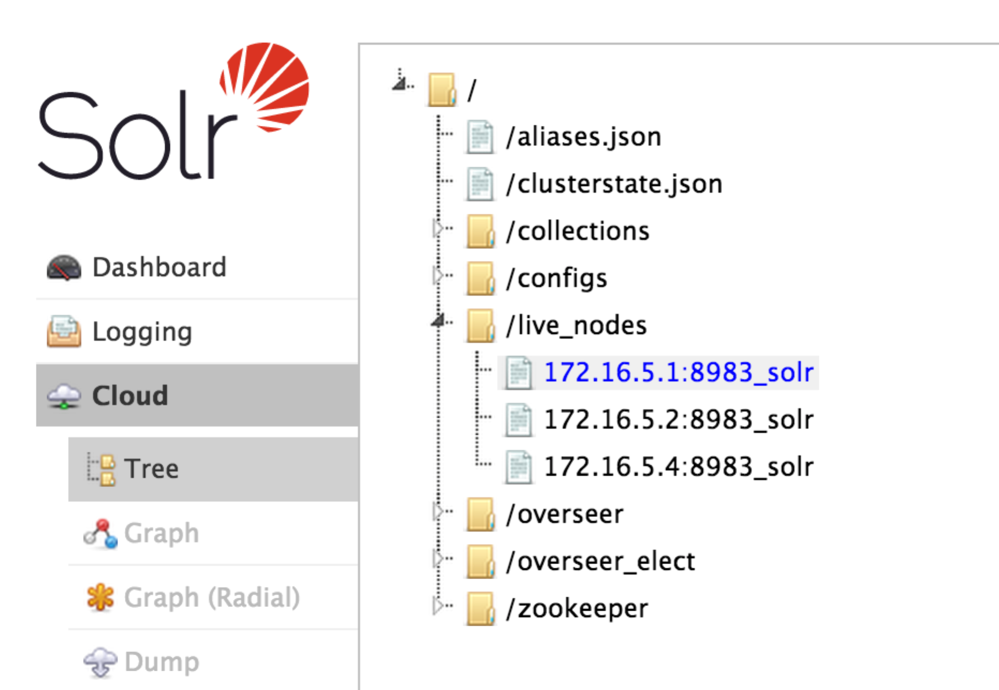 Solr
Dashboard
Logging
Cloud
Tree
Graph
Graph (Radial)
Dump
/
/aliases.json
/clusterstate.json
/collections
/configs
/live_nodes
172.16.5.1:8983_solr
172.16.5.2:8983_solr
172.16.5.4:8983_solr
/overseer
/overseer_elect
/zookeeper